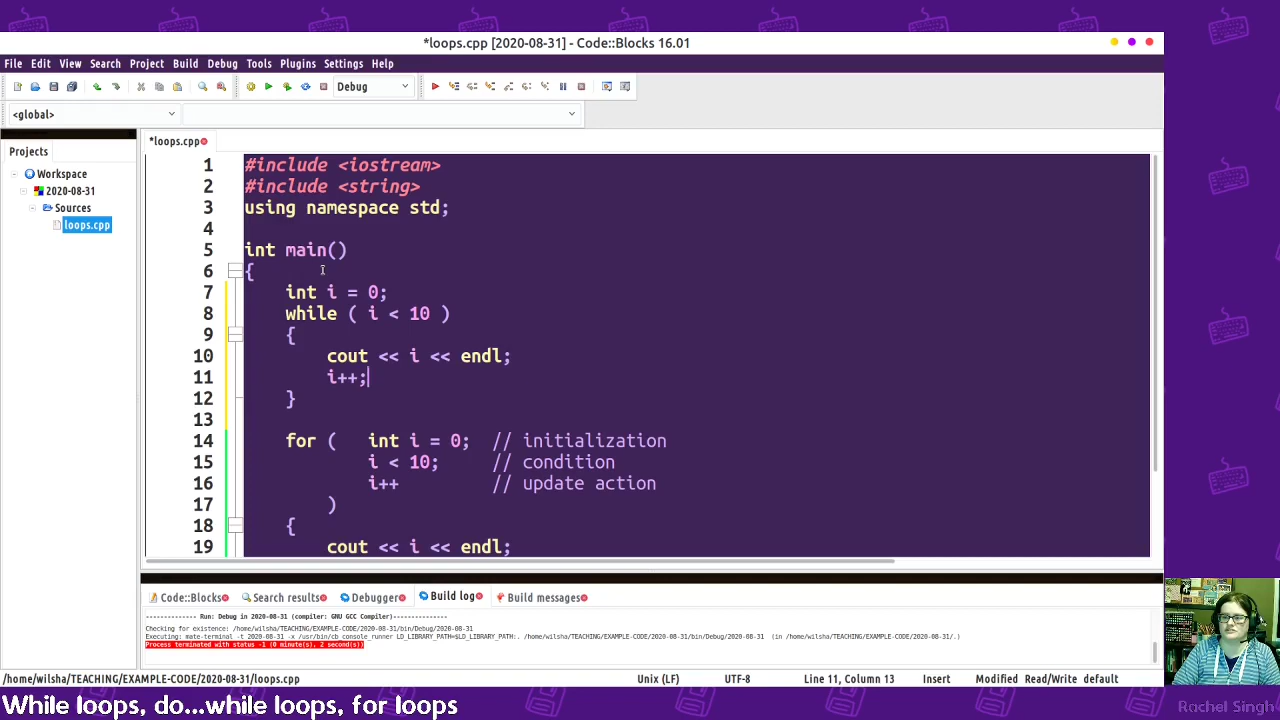 *loops.cpp [2020-08-31] - Code::Blocks 16.01
File Edit View Search Project Build Debug Tools Plugins Settings Help
Debug
<global>
Projects
Workspace
2020-08-31
Sources
loops.cpp
*loops.cpp
1 #include <iostream>
2 #include <string>
3 using namespace std;
4
5 int main()
6 {
7 int i = 0;
8 while ( i < 10 )
9 {
10 cout << i << endl;
11 i++;
12 }
13
14 for ( int i = 0; // initialization
15 i < 10; // condition
16 i++ // update action
17 )
18 {
19 cout << i << endl;
Code::Blocks Search results Debugger Build log Build messages
-------------- Run: Debug in 2020-08-31 (compiler: GNU GCC Compiler)---------------
Checking for existence: /home/wilsha/TEACHING/EXAMPLE-CODE/2020-08-31/bin/Debug/2020-08-31
Executing: mate-terminal -t 2020-08-31 -x /usr/bin/cb_console_runner LD_LIBRARY_PATH=$LD_LIBRARY_PATH:. /home/wilsha/TEACHING/EXAMPLE-CODE/2020-08-31/bin/Debug/2020-08-31 (in /home/wilsha/TEACHING/EXAMPLE-CODE/2020-08-31/.)
Process terminated with status -1 (0 minute(s), 2 second(s))
/home/wilsha/TEACHING/EXAMPLE-CODE/2020-08-31/loops.cpp Unix (LF) UTF-8 Line 11, Column 13 Insert Modified Read/Write default
While loops, do...while loops, for loops
Rachel Singh